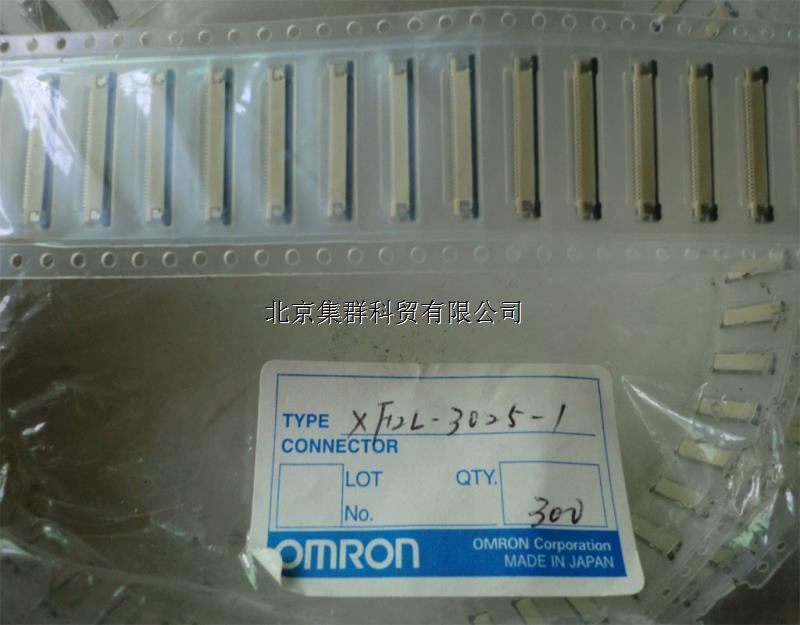 北京集群科贸有限公司
TYPE XF2L-3025-1
CONNECTOR
LOT QTY.
No. 300
OMRON OMRON Corporation
MADE IN JAPAN